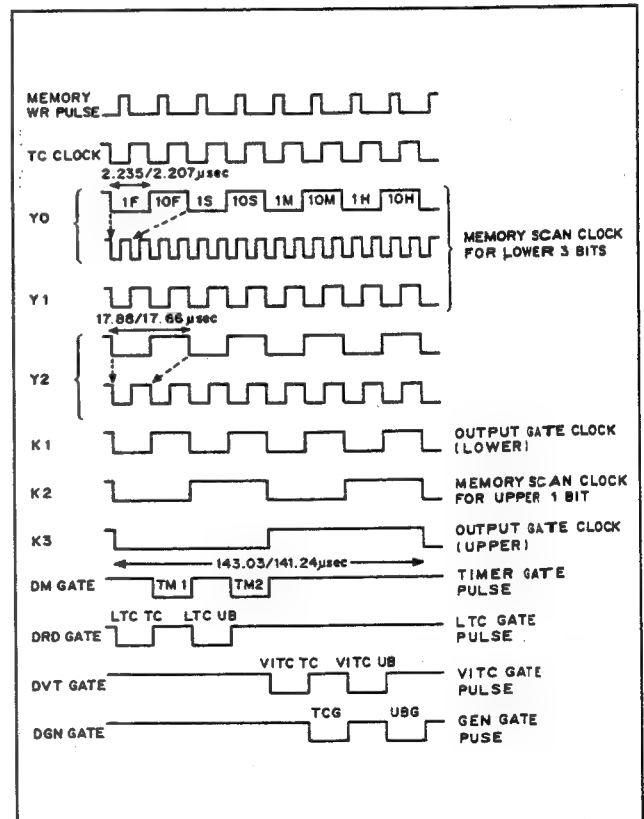 MEMORY
WR PULSE
TC CLOCK
2.235/2.207μsec
Y0
1F 10F 1S 10S 1M 10M 1H 10H
MEMORY SCAN CLOCK
FOR LOWER 3 BITS
Y1
17.88/17.66μsec
Y2
K1
OUTPUT GATE CLOCK
(LOWER)
K2
MEMORY SCAN CLOCK
FOR UPPER 1 BIT
K3
OUTPUT GATE CLOCK
(UPPER)
143.03/141.24μsec
DM GATE
TM 1 TM2
TIMER GATE
PULSE
LTC TC LTC UB
DRD GATE
LTC GATE
PULSE
VITC TC VITC UB
DVT GATE
VITC GATE
PULSE
TCG UBG
DGN GATE
GEN GATE
PUSE